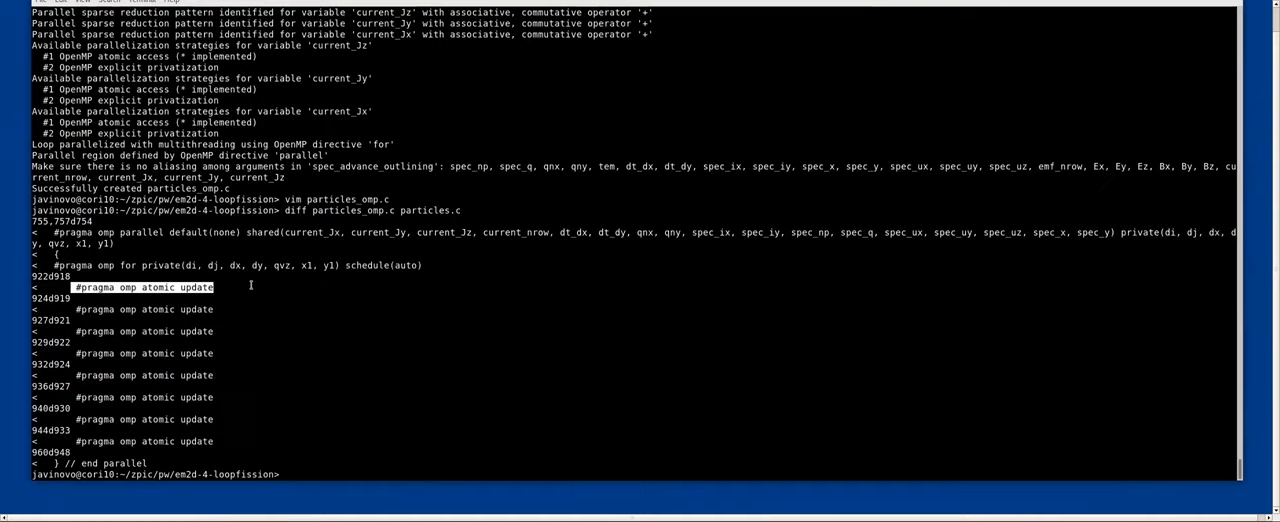 File Edit View Search Terminal Help
Parallel sparse reduction pattern identified for variable 'current_Jz' with associative, commutative operator '+'
Parallel sparse reduction pattern identified for variable 'current_Jy' with associative, commutative operator '+'
Parallel sparse reduction pattern identified for variable 'current_Jx' with associative, commutative operator '+'
Available parallelization strategies for variable 'current_Jz'
#1 OpenMP atomic access (* implemented)
#2 OpenMP explicit privatization
Available parallelization strategies for variable 'current_Jy'
#1 OpenMP atomic access (* implemented)
#2 OpenMP explicit privatization
Available parallelization strategies for variable 'current_Jx'
#1 OpenMP atomic access (* implemented)
#2 OpenMP explicit privatization
Loop parallelized with multithreading using OpenMP directive 'for'
Parallel region defined by OpenMP directive 'parallel'
Make sure there is no aliasing among arguments in 'spec_advance_outlining': spec_np, spec_q, qnx, qny, tem, dt_dx, dt_dy, spec_ix, spec_iy, spec_x, spec_y, spec_ux, spec_uy, spec_uz, emf_nrow, Ex, Ey, Ez, Bx, By, Bz, cu
rrent_nrow, current_Jx, current_Jy, current_Jz
Successfully created particles_omp.c
javinovo@cori10:~/zpic/pw/em2d-4-loopfission> vim particles_omp.c
javinovo@cori10:~/zpic/pw/em2d-4-loopfission> diff particles_omp.c particles.c
755,757d754
< #pragma omp parallel default(none) shared(current_Jx, current_Jy, current_Jz, current_nrow, dt_dx, dt_dy, qnx, qny, spec_ix, spec_iy, spec_np, spec_q, spec_ux, spec_uy, spec_uz, spec_x, spec_y) private(di, dj, dx, d
y, qvz, x1, y1)
< {
< #pragma omp for private(di, dj, dx, dy, qvz, x1, y1) schedule(auto)
922d918
< #pragma omp atomic update
924d919
< #pragma omp atomic update
927d921
< #pragma omp atomic update
929d922
< #pragma omp atomic update
932d924
< #pragma omp atomic update
936d927
< #pragma omp atomic update
940d930
< #pragma omp atomic update
944d933
< #pragma omp atomic update
960d948
< } // end parallel
javinovo@cori10:~/zpic/pw/em2d-4-loopfission>